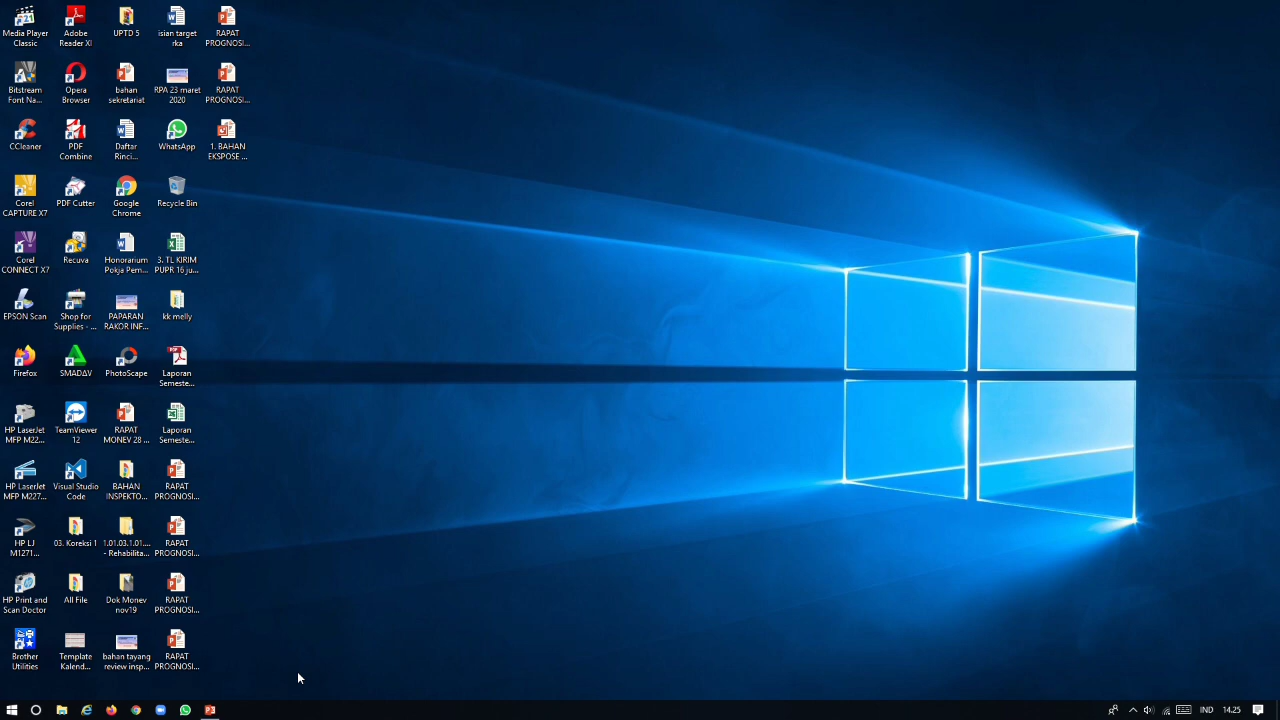 Media Player
Classic
Adobe
Reader XI
UPTD 5
isian target
rka
RAPAT
PROGNOSI...
Bitstream
Font Na...
Opera
Browser
bahan
sekretariat
RPA 23 maret
2020
RAPAT
PROGNOSI...
CCleaner
PDF
Combine
Daftar
Rinci...
WhatsApp
1. BAHAN
EKSPOSE ...
Corel
CAPTURE X7
PDF Cutter
Google
Chrome
Recycle Bin
Corel
CONNECT X7
Recuva
Honorarium
Pokja Pem...
3. TL KIRIM
PUPR 16 ju...
EPSON Scan
Shop for
Supplies - ...
PAPARAN
RAKOR INF...
kk melly
Firefox
SMADΔV
PhotoScape
Laporan
Semeste...
HP LaserJet
MFP M22...
TeamViewer
12
RAPAT
MONEV 28 ...
Laporan
Semeste...
HP LaserJet
MFP M227...
Visual Studio
Code
BAHAN
INSPEKTO...
RAPAT
PROGNOSI...
HP LJ
M1271...
03. Koreksi 1
1.01.03.1.01....
- Rehabilita...
RAPAT
PROGNOSI...
HP Print and
Scan Doctor
All File
Dok Monev
nov19
RAPAT
PROGNOSI...
Brother
Utilities
Template
Kalend...
bahan tayang
review insp...
RAPAT
PROGNOSI...
IND
14.25